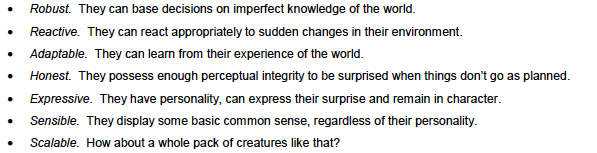 • Robust. They can base decisions on imperfect knowledge of the world.
• Reactive. They can react appropriately to sudden changes in their environment.
• Adaptable. They can learn from their experience of the world.
• Honest. They possess enough perceptual integrity to be surprised when things don't go as planned.
• Expressive. They have personality, can express their surprise and remain in character.
• Sensible. They display some basic common sense, regardless of their personality.
• Scalable. How about a whole pack of creatures like that?